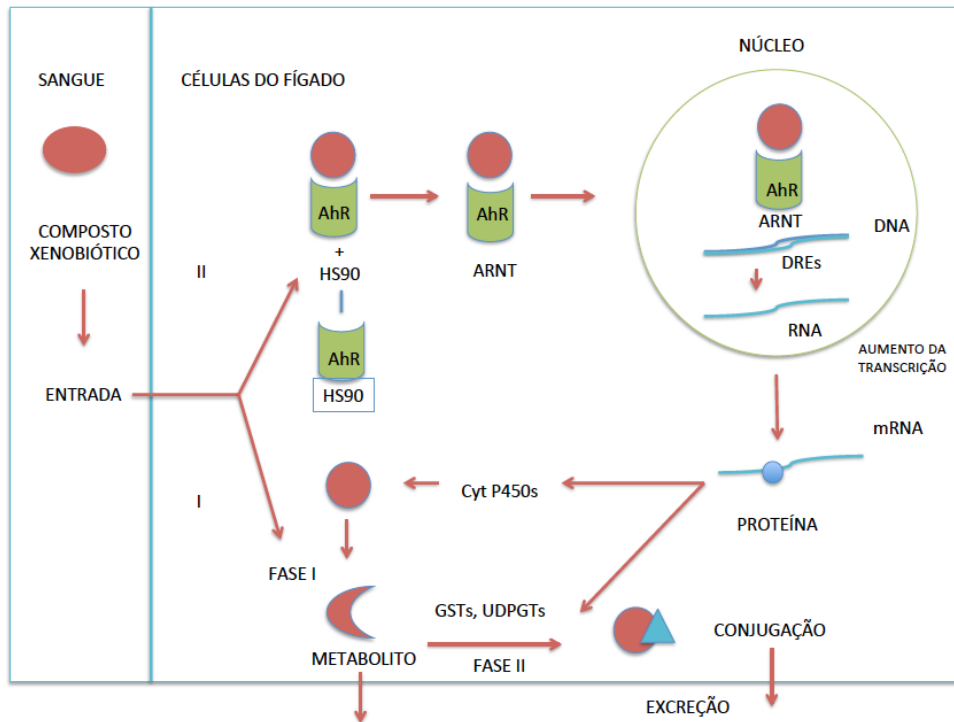 SANGUE
COMPOSTO
XENOBIÓTICO
ENTRADA
CÉLULAS DO FÍGADO
II
AhR
+
HS90
AhR
HS90
AhR
ARNT
NÚCLEO
AhR
ARNT
DNA
DREs
RNA
AUMENTO DA
TRANSCRIÇÃO
mRNA
PROTEÍNA
I
Cyt P450s
FASE I
METABOLITO
GSTs, UDPGTs
FASE II
CONJUGAÇÃO
EXCREÇÃO